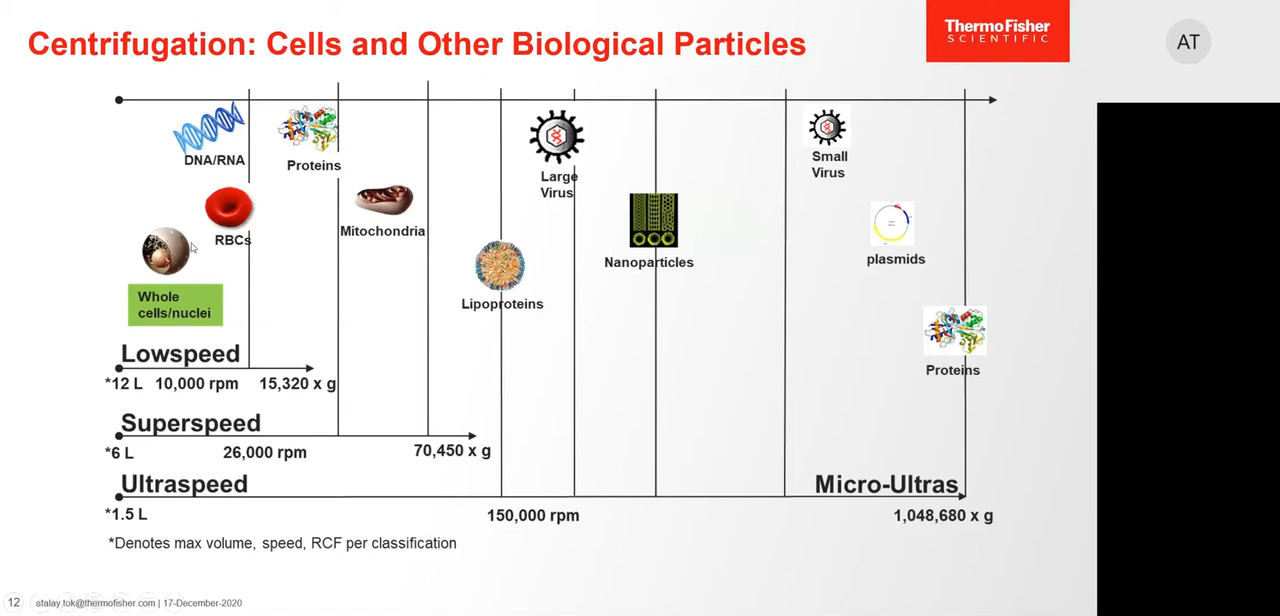 Centrifugation: Cells and Other Biological Particles
ThermoFisher
SCIENTIFIC
AT
DNA/RNA
Proteins
Large
Virus
Small
Virus
RBCs
Mitochondria
plasmids
Nanoparticles
Whole
cells/nuclei
Lipoproteins
Proteins
Lowspeed
*12 L 10,000 rpm 15,320 x g
Superspeed
*6 L 26,000 rpm 70,450 x g
Ultraspeed Micro-Ultras
*1.5 L 150,000 rpm 1,048,680 x g
*Denotes max volume, speed, RCF per classification
12 atalay.tok@thermofisher.com | 17-December-2020